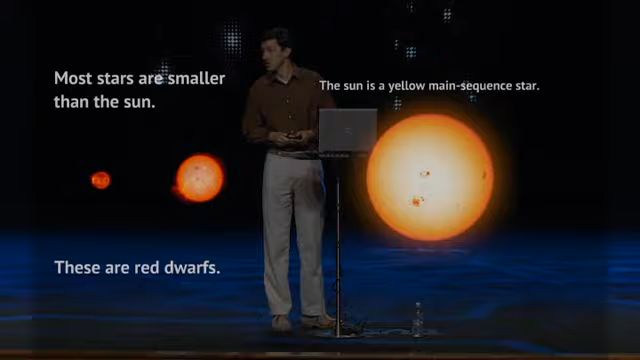 Most stars are smaller
than the sun.
The sun is a yellow main-sequence star.
These are red dwarfs.